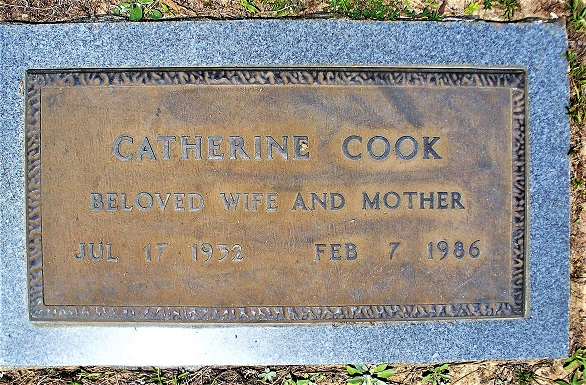 CATHERINE COOK
BELOVED WIFE AND MOTHER
JUL 17 1932 FEB 7 1986